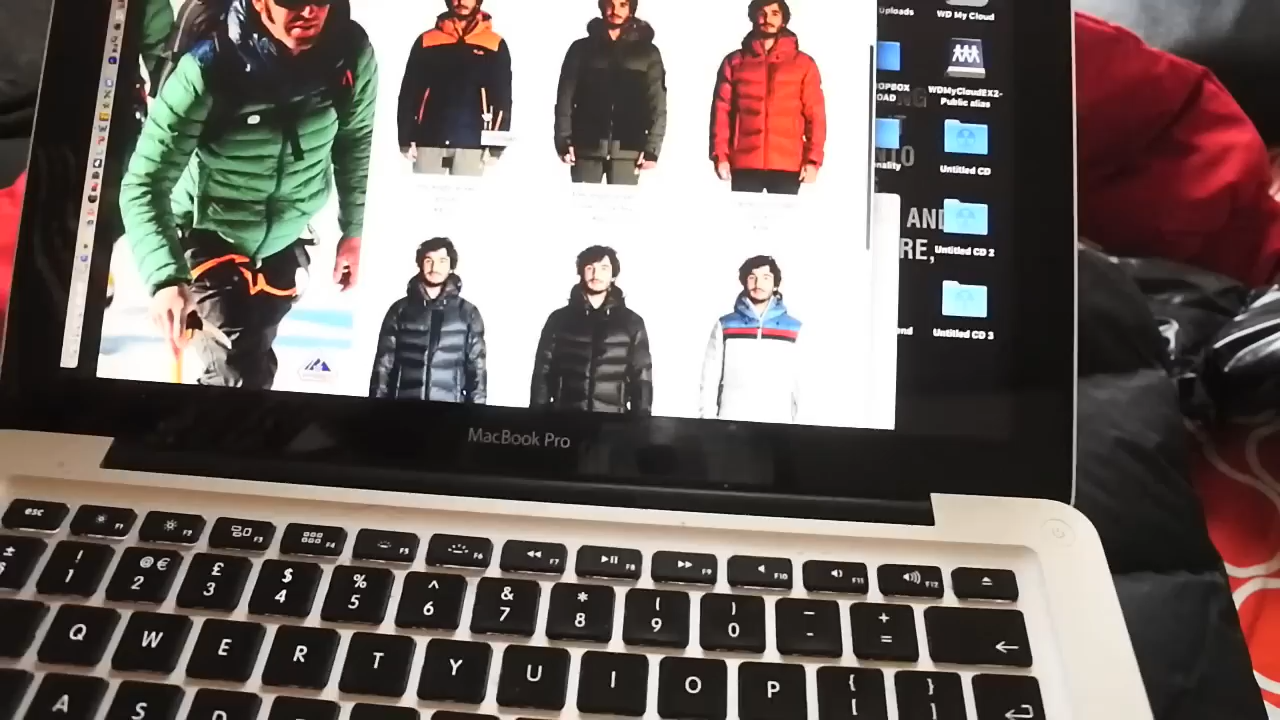 Uploads
WD My Cloud
WDMyCloudEX2-
Public alias
Untitled CD
AND
RE,
Untitled CD 2
Untitled CD 3
MacBook Pro
esc
F1
F2
F3
F4
F5
F6
F7
F8
F9
F10
F11
F12
±
§
!
1
@ €
2
£
3
$
4
%
5
^
6
&
7
*
8
(
9
)
0
_
-
+
=
Q
W
E
R
T
Y
U
I
O
P
{
[
}
]
A
S
D